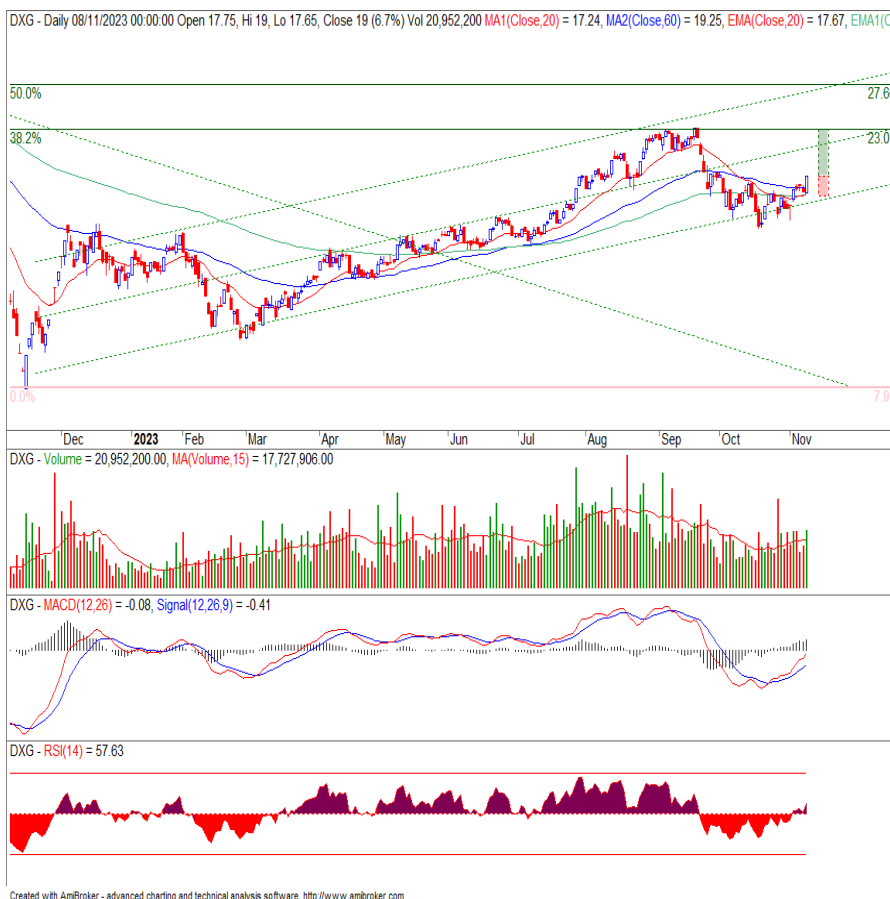 DXG - Daily 08/11/2023 00:00:00 Open 17.75, Hi 19, Lo 17.65, Close 19 (6.7%) Vol 20,952,200 MA1(Close,20) = 17.24, MA2(Close,60) = 19.25, EMA(Close,20) = 17.67, EMA1(C
50.0% 27.6
38.2% 23.0
0.0% 7.9
Dec 2023 Feb Mar Apr May Jun Jul Aug Sep Oct Nov
DXG - Volume = 20,952,200.00, MA(Volume,15) = 17,727,906.00
DXG - MACD(12,26) = -0.08, Signal(12,26,9) = -0.41
DXG - RSI(14) = 57.63
Created with AmiBroker - advanced charting and technical analysis software. http://www.amibroker.com